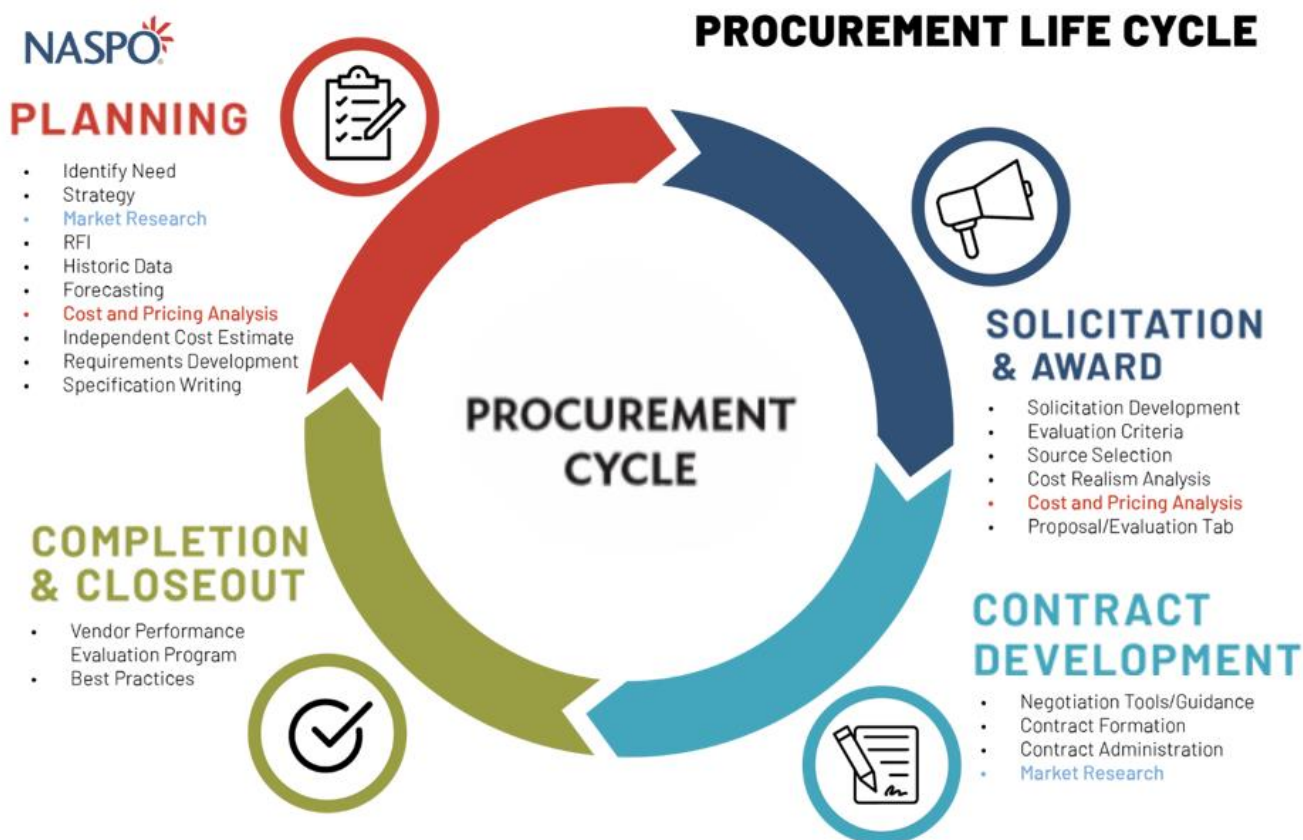 NASPO
PROCUREMENT LIFE CYCLE
PLANNING
• Identify Need
• Strategy
• Market Research
• RFI
• Historic Data
• Forecasting
• Cost and Pricing Analysis
• Independent Cost Estimate
• Requirements Development
• Specification Writing
SOLICITATION
& AWARD
• Solicitation Development
• Evaluation Criteria
• Source Selection
• Cost Realism Analysis
• Cost and Pricing Analysis
• Proposal/Evaluation Tab
PROCUREMENT
CYCLE
COMPLETION
& CLOSEOUT
• Vendor Performance
Evaluation Program
• Best Practices
CONTRACT
DEVELOPMENT
• Negotiation Tools/Guidance
• Contract Formation
• Contract Administration
• Market Research